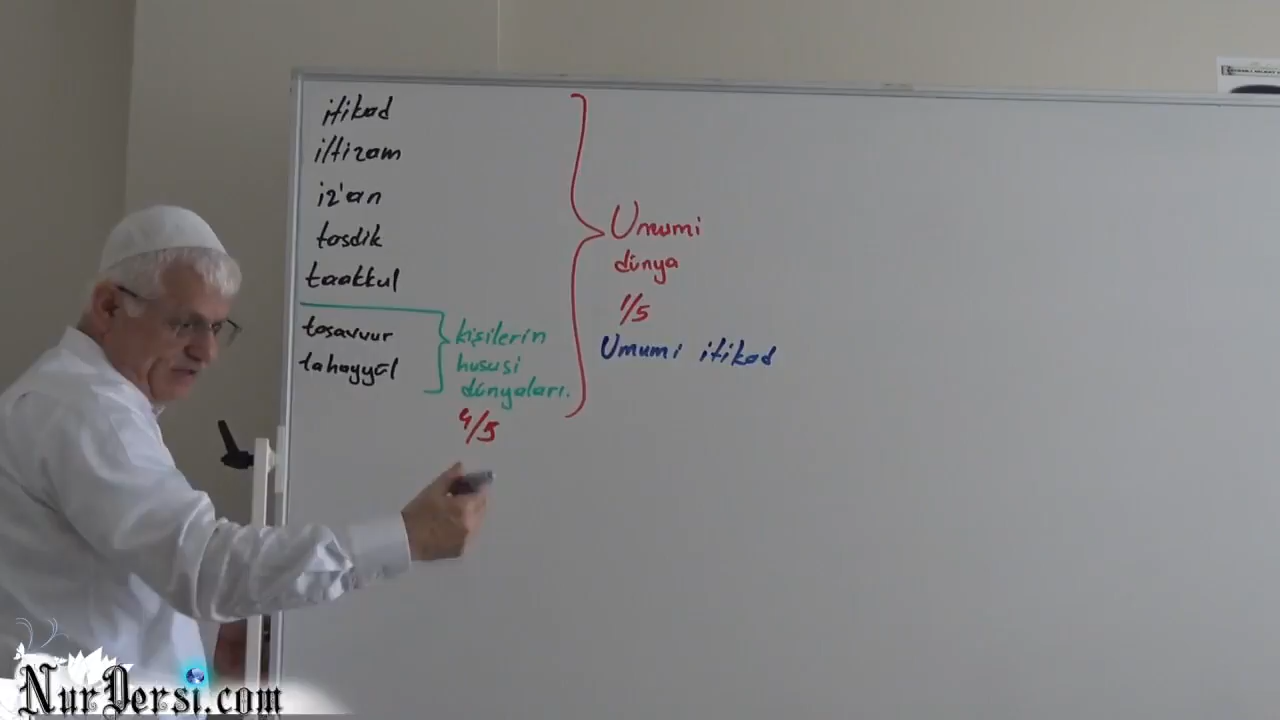 itikad
iltizam
iz'an
tasdik
taakkul
tasavvur
tahayyül
kişilerin
hususi
dünyaları.
4/5
Umumi
dünya
1/5
Umumi itikad
NurDersi.com